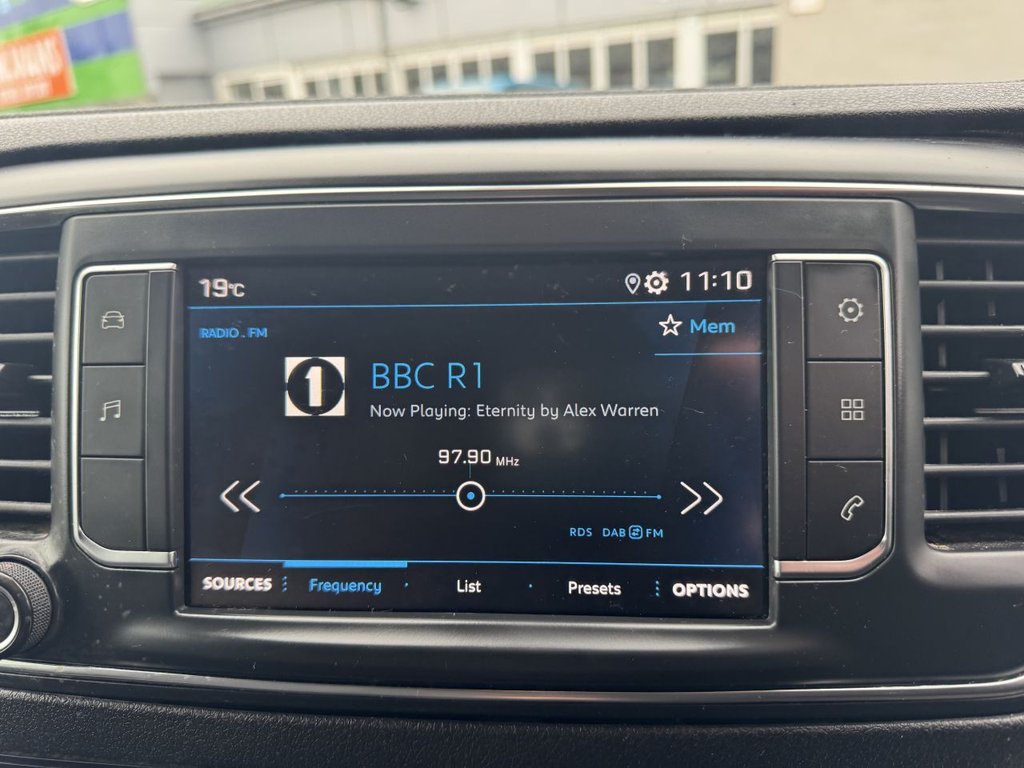 19°C
11:10
RADIO . FM
Mem
1
BBC R1
Now Playing: Eternity by Alex Warren
97.90 MHz
RDS DAB FM
SOURCES Frequency List Presets OPTIONS